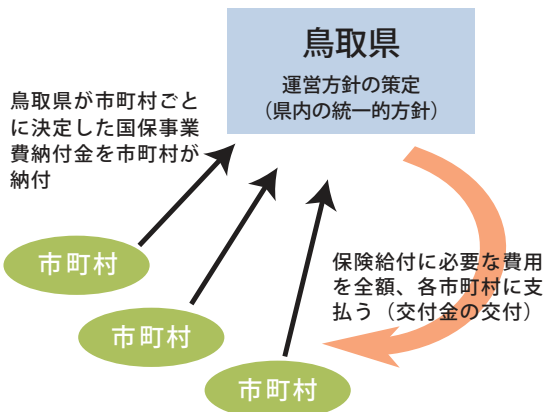 鳥取県
運営方針の策定
（県内の統一的方針）
鳥取県が市町村ごと
に決定した国保事業
費納付金を市町村が
納付
市町村
市町村
市町村
保険給付に必要な費用
を全額、各市町村に支
払う（交付金の交付）